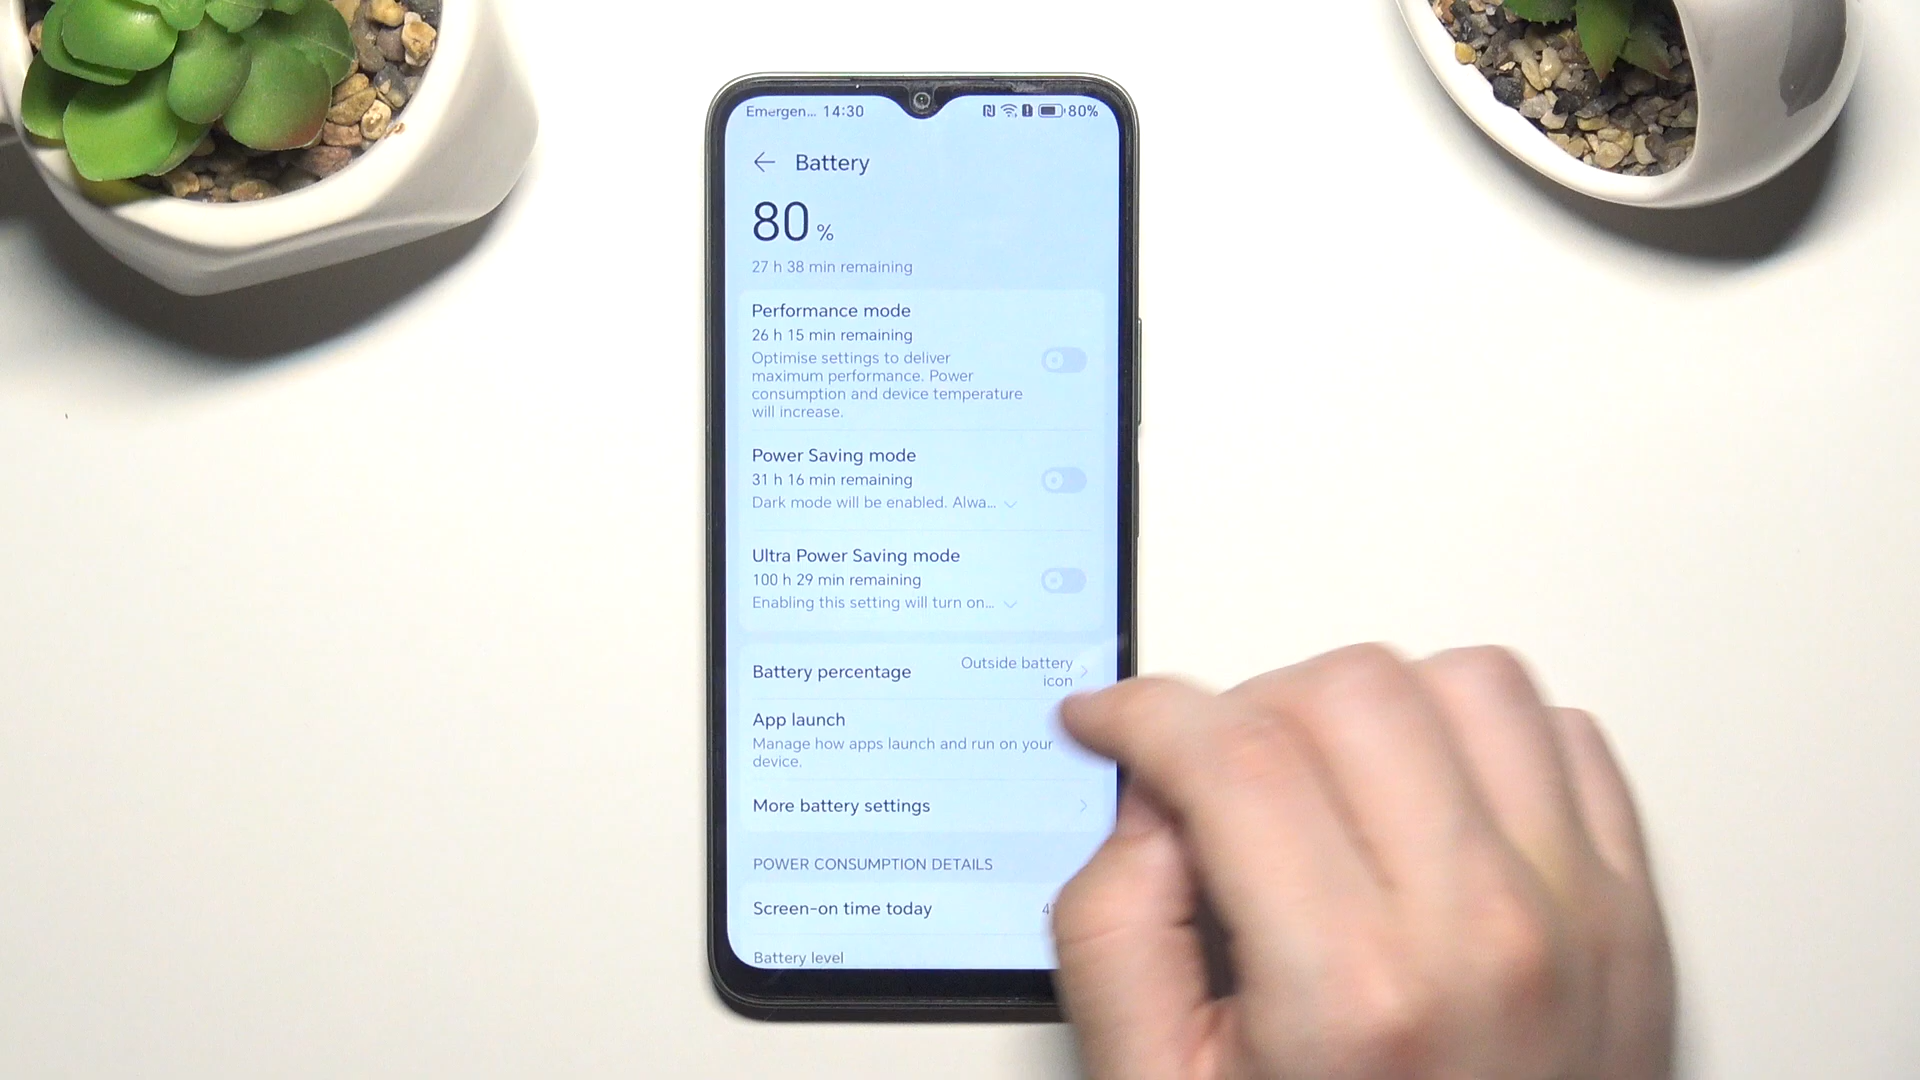 Emergen... 14:30 80%
Battery
80 %
27 h 38 min remaining
Performance mode
26 h 15 min remaining
Optimise settings to deliver
maximum performance. Power
consumption and device temperature
will increase.
Power Saving mode
31 h 16 min remaining
Dark mode will be enabled. Alwa...
Ultra Power Saving mode
100 h 29 min remaining
Enabling this setting will turn on...
Battery percentage
Outside battery
icon
App launch
Manage how apps launch and run on your
device.
More battery settings
POWER CONSUMPTION DETAILS
Screen-on time today
Battery level